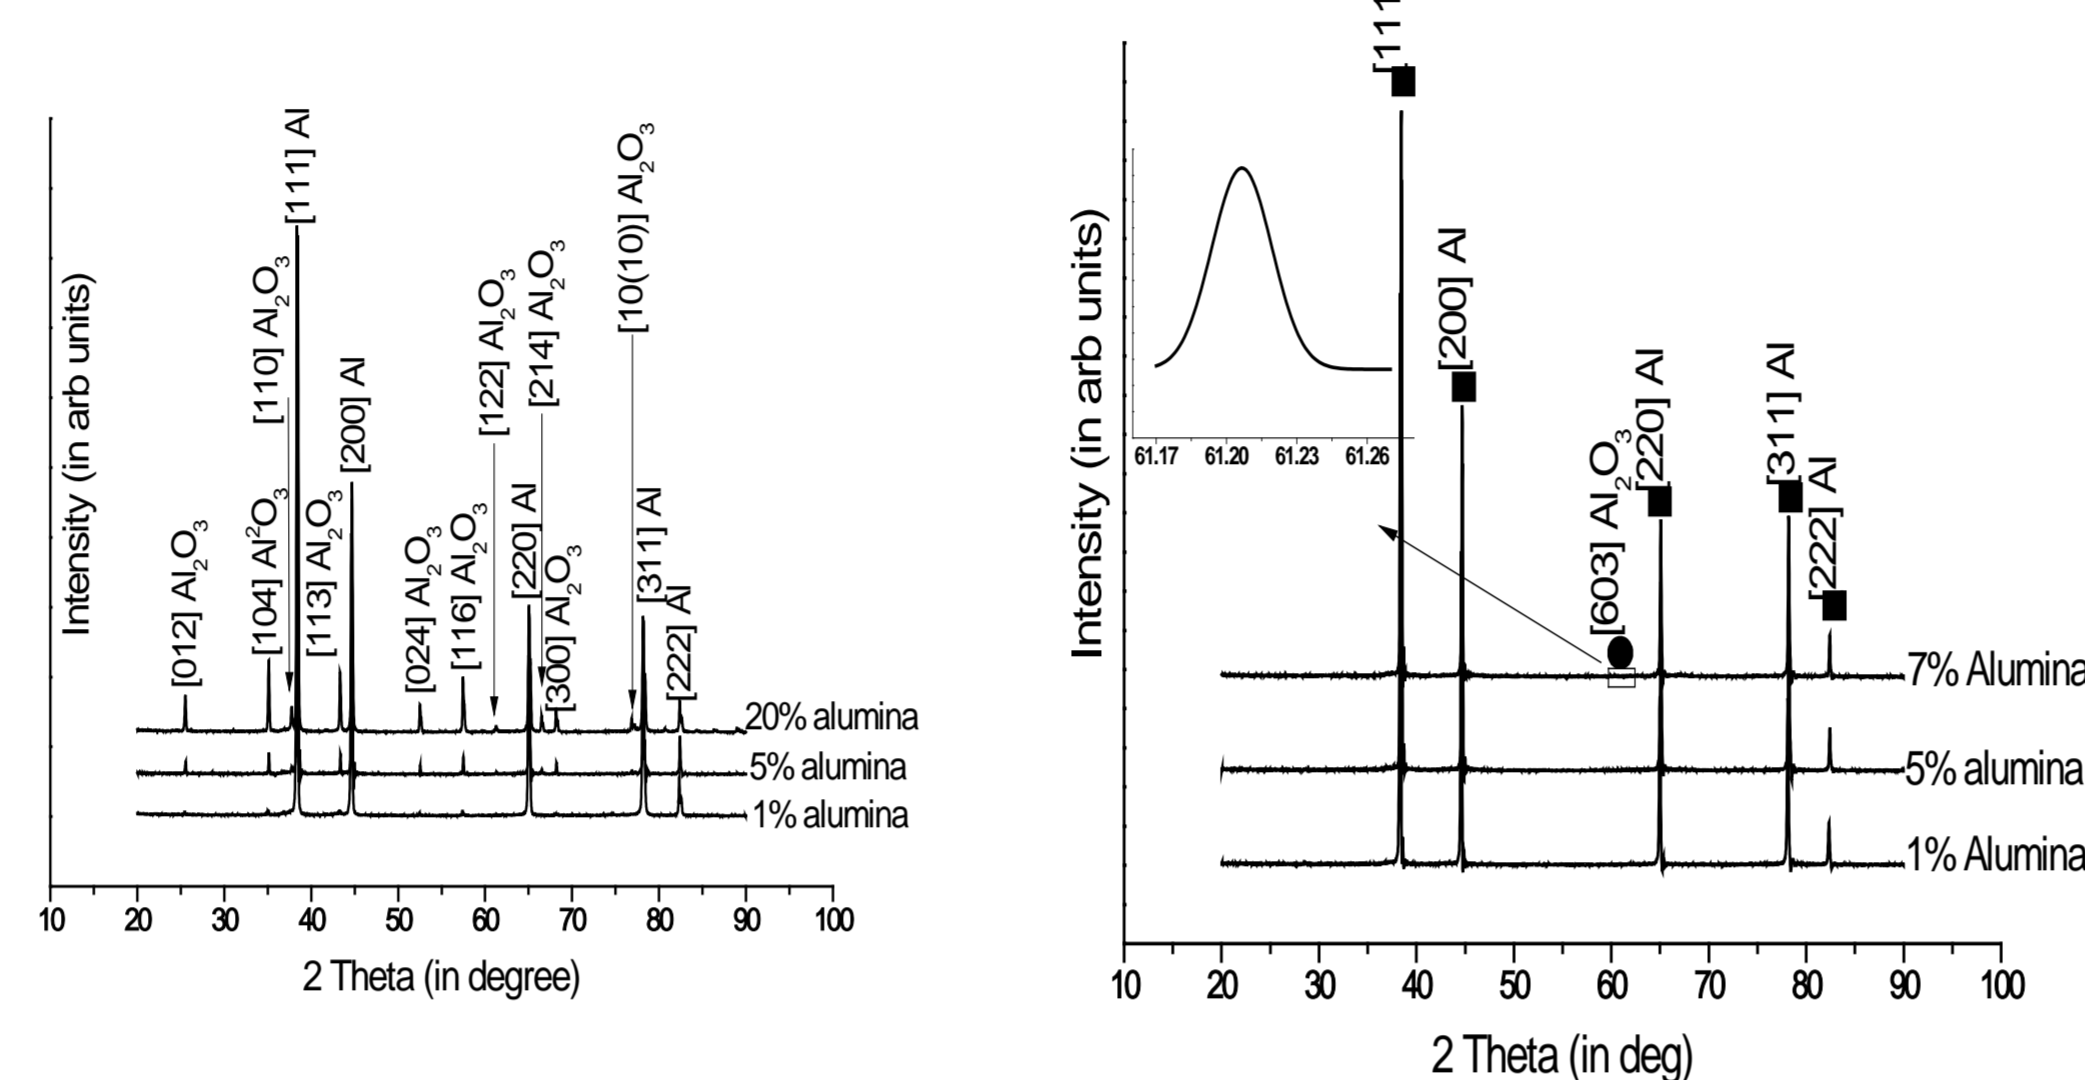 [012] Al2O3
[104] Al²O3
[110] Al2O3
[111] Al
[113] Al2O3
[200] Al
[024] Al2O3
[116] Al2O3
[122] Al2O3
[220] Al
[214] Al2O3
[300] Al2O3
[10(10)] Al2O3
[311] Al
[222] Al
20% alumina
5% alumina
1% alumina
Intensity (in arb units)
10 20 30 40 50 60 70 80 90 100
2 Theta (in degree)
[111
[200] Al
[603] Al2O3
[220] Al
[311] Al
[222] Al
61.17 61.20 61.23 61.26
7% Alumina
5% alumina
1% Alumina
Intensity (in arb units)
10 20 30 40 50 60 70 80 90 100
2 Theta (in deg)